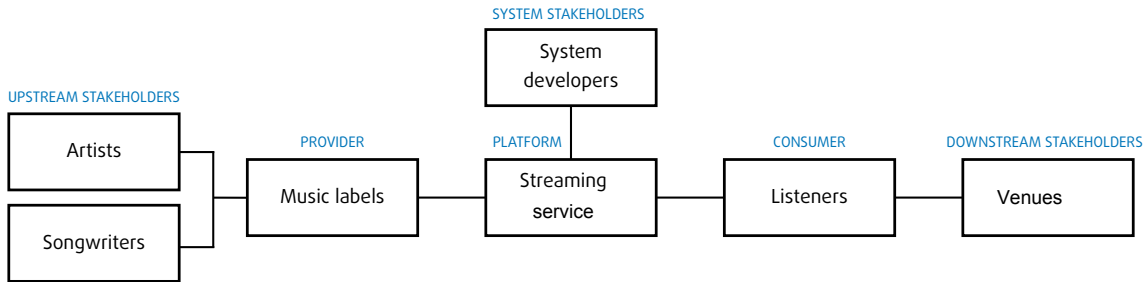 SYSTEM STAKEHOLDERS
System
developers
UPSTREAM STAKEHOLDERS
Artists
Songwriters
PROVIDER
Music labels
PLATFORM
Streaming
service
CONSUMER
Listeners
DOWNSTREAM STAKEHOLDERS
Venues